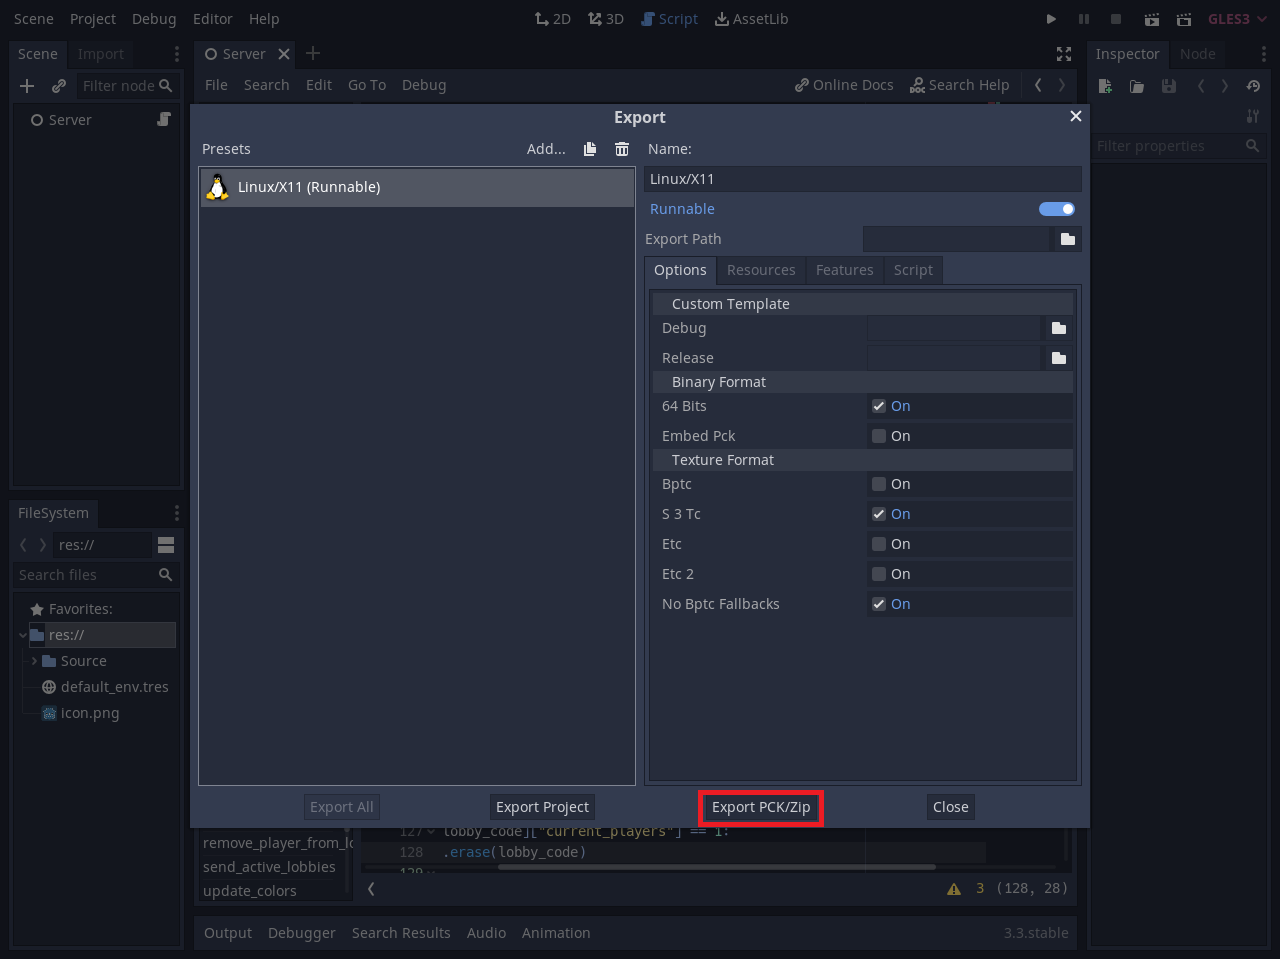 Scene Project Debug Editor Help 2D 3D Script AssetLib GLES3
Scene Import Server Inspector Node
Filter node File Search Edit Go To Debug Online Docs Search Help
Server
Filter properties
Export
Presets Add... Name:
Linux/X11 (Runnable) Linux/X11
Runnable
Export Path
Options Resources Features Script
Custom Template
Debug
Release
Binary Format
64 Bits On
Embed Pck On
Texture Format
Bptc On
S 3 Tc On
Etc On
Etc 2 On
No Bptc Fallbacks On
FileSystem
res://
Search files
Favorites:
res://
Source
default_env.tres
icon.png
Export All Export Project Export PCK/Zip Close
127 lobby_code]["current_players"] == 1:
remove_player_from_lo
128 .erase(lobby_code)
send_active_lobbies
129
update_colors
3 (128, 28)
Output Debugger Search Results Audio Animation 3.3.stable